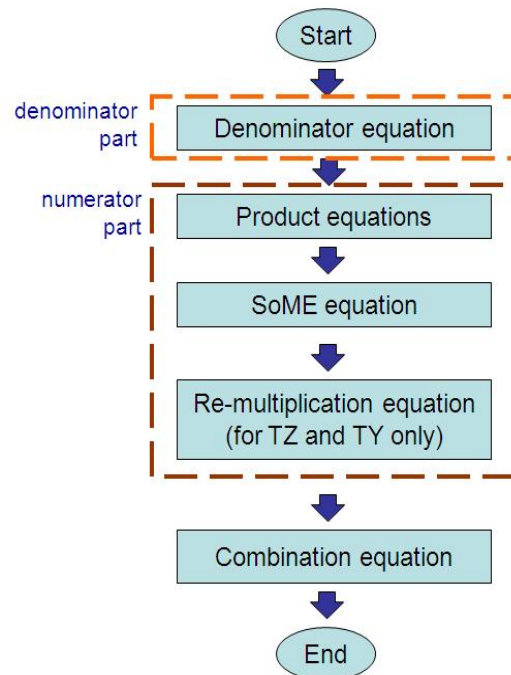 Start
denominator
part
Denominator equation
numerator
part
Product equations
SoME equation
Re-multiplication equation
(for TZ and TY only)
Combination equation
End